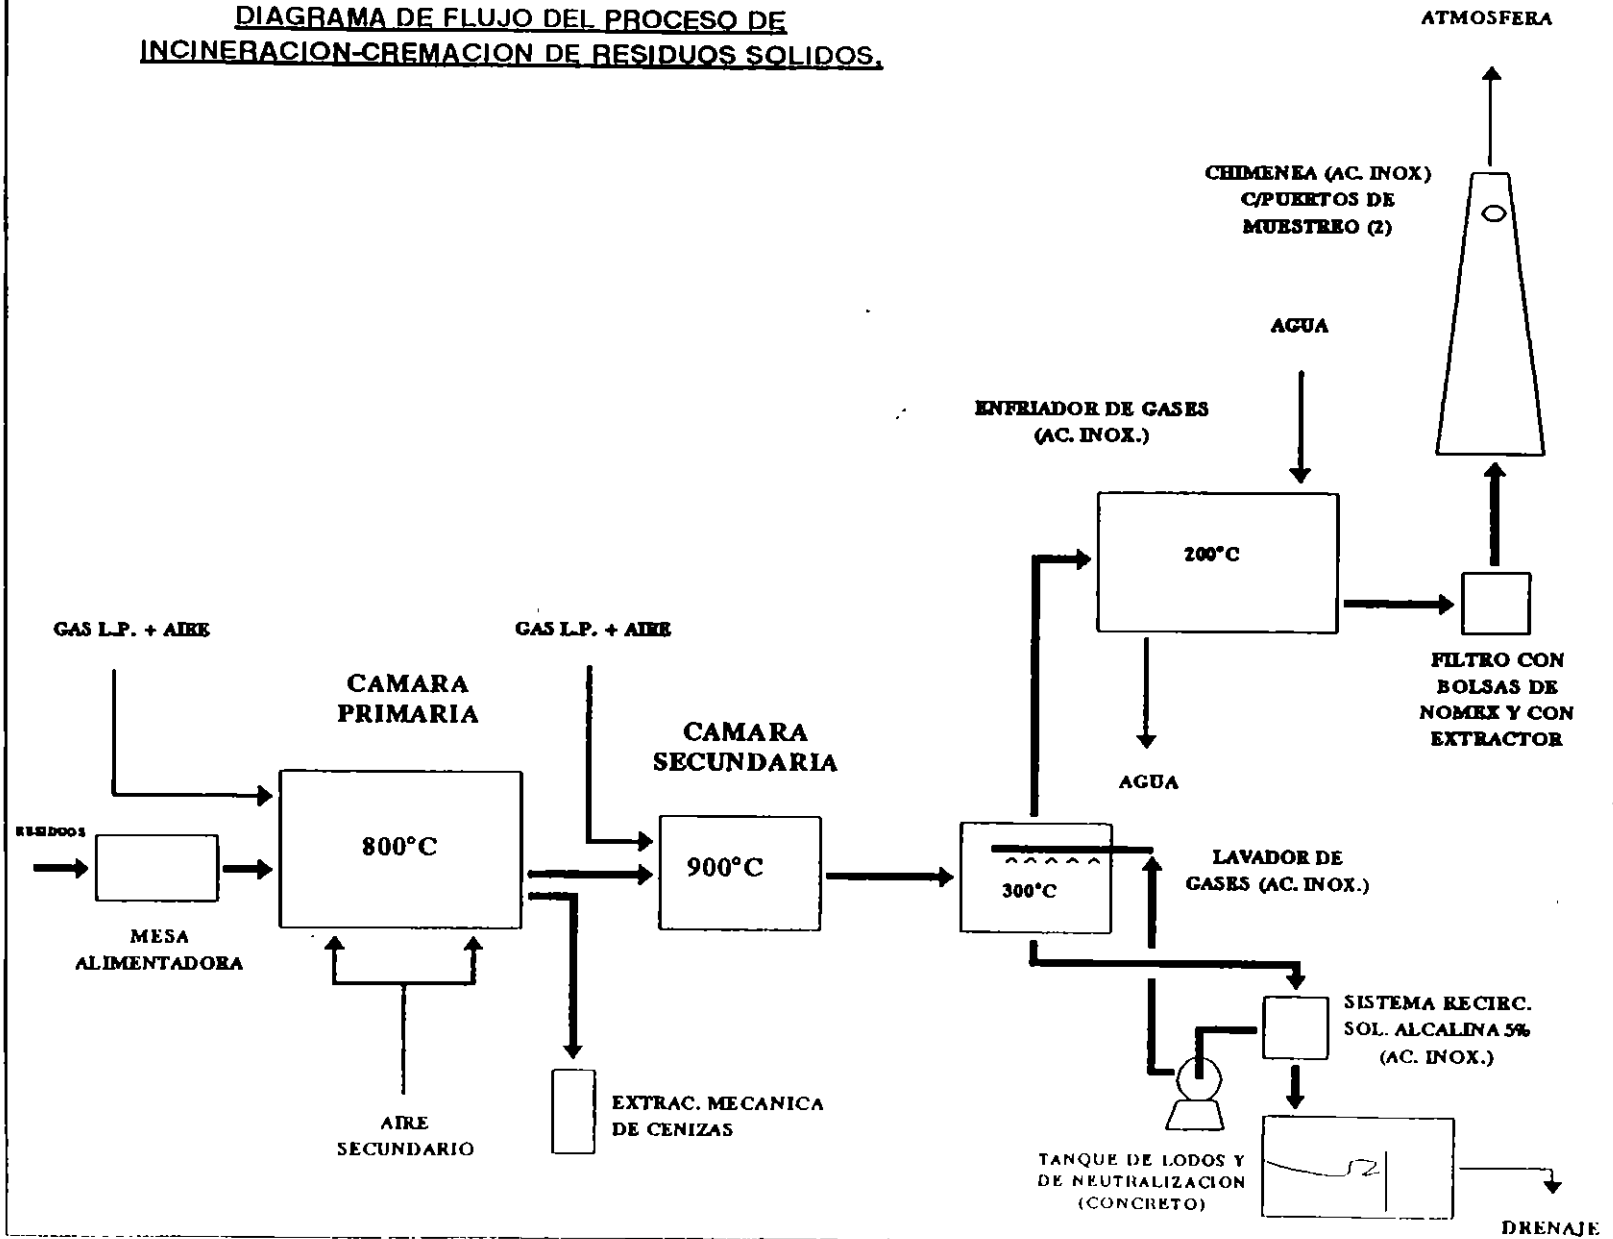 DIAGRAMA DE FLUJO DEL PROCESO DE
INCINERACION-CREMACION DE RESIDUOS SOLIDOS.
ATMOSFERA
CHIMENEA (AC. INOX)
C/PUERTOS DE
MUESTREO (2)
AGUA
ENFRIADOR DE GASES
(AC. INOX.)
200°C
FILTRO CON
BOLSAS DE
NOMEX Y CON
EXTRACTOR
AGUA
GAS L.P. + AIRE
GAS L.P. + AIRE
CAMARA
PRIMARIA
CAMARA
SECUNDARIA
RESIDUOS
800°C
900°C
300°C
LAVADOR DE
GASES (AC. INOX.)
MESA
ALIMENTADORA
SISTEMA RECIRC.
SOL. ALCALINA 5%
(AC. INOX.)
AIRE
SECUNDARIO
EXTRAC. MECANICA
DE CENIZAS
TANQUE DE LODOS Y
DE NEUTRALIZACION
(CONCRETO)
DRENAJE